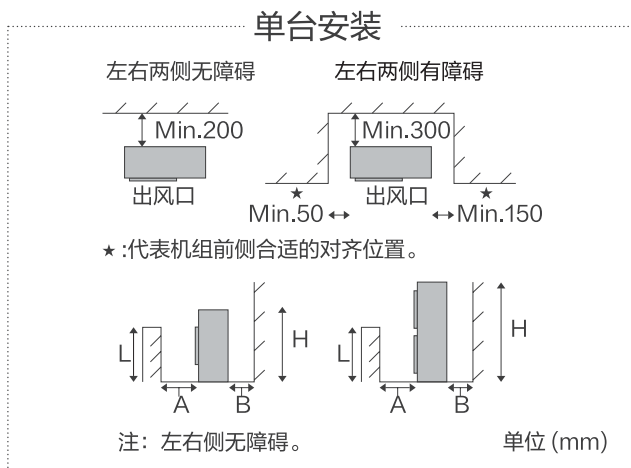 单台安装
左右两侧无障碍
左右两侧有障碍
Min.200
Min.300
出风口
出风口
★
★
Min.50
Min.150
★:代表机组前侧合适的对齐位置。
L
H
A
B
L
H
A
B
注：左右侧无障碍。
单位(mm)